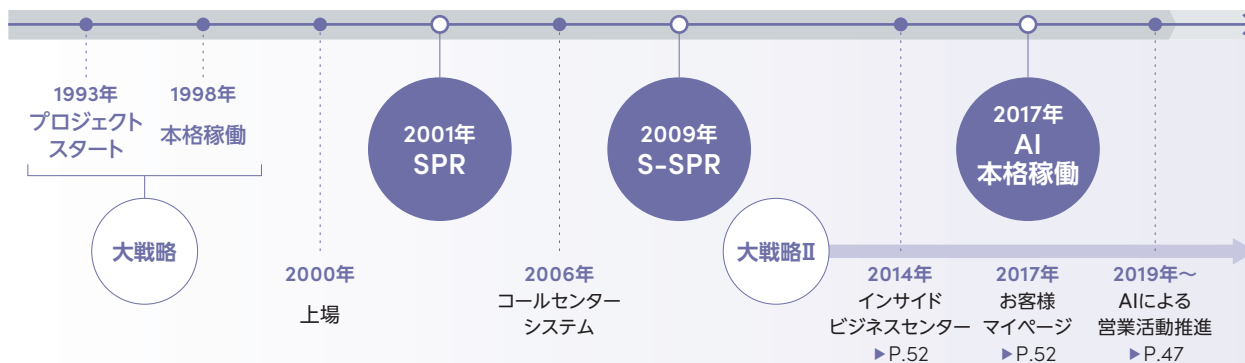 1993年
プロジェクト
スタート
1998年
本格稼働
大戦略
2000年
上場
2001年
SPR
2006年
コールセンター
システム
2009年
S-SPR
大戦略II
2014年
インサイド
ビジネスセンター
▶P.52
2017年
AI
本格稼働
2017年
お客様
マイページ
▶P.52
2019年～
AIによる
営業活動推進
▶P.47